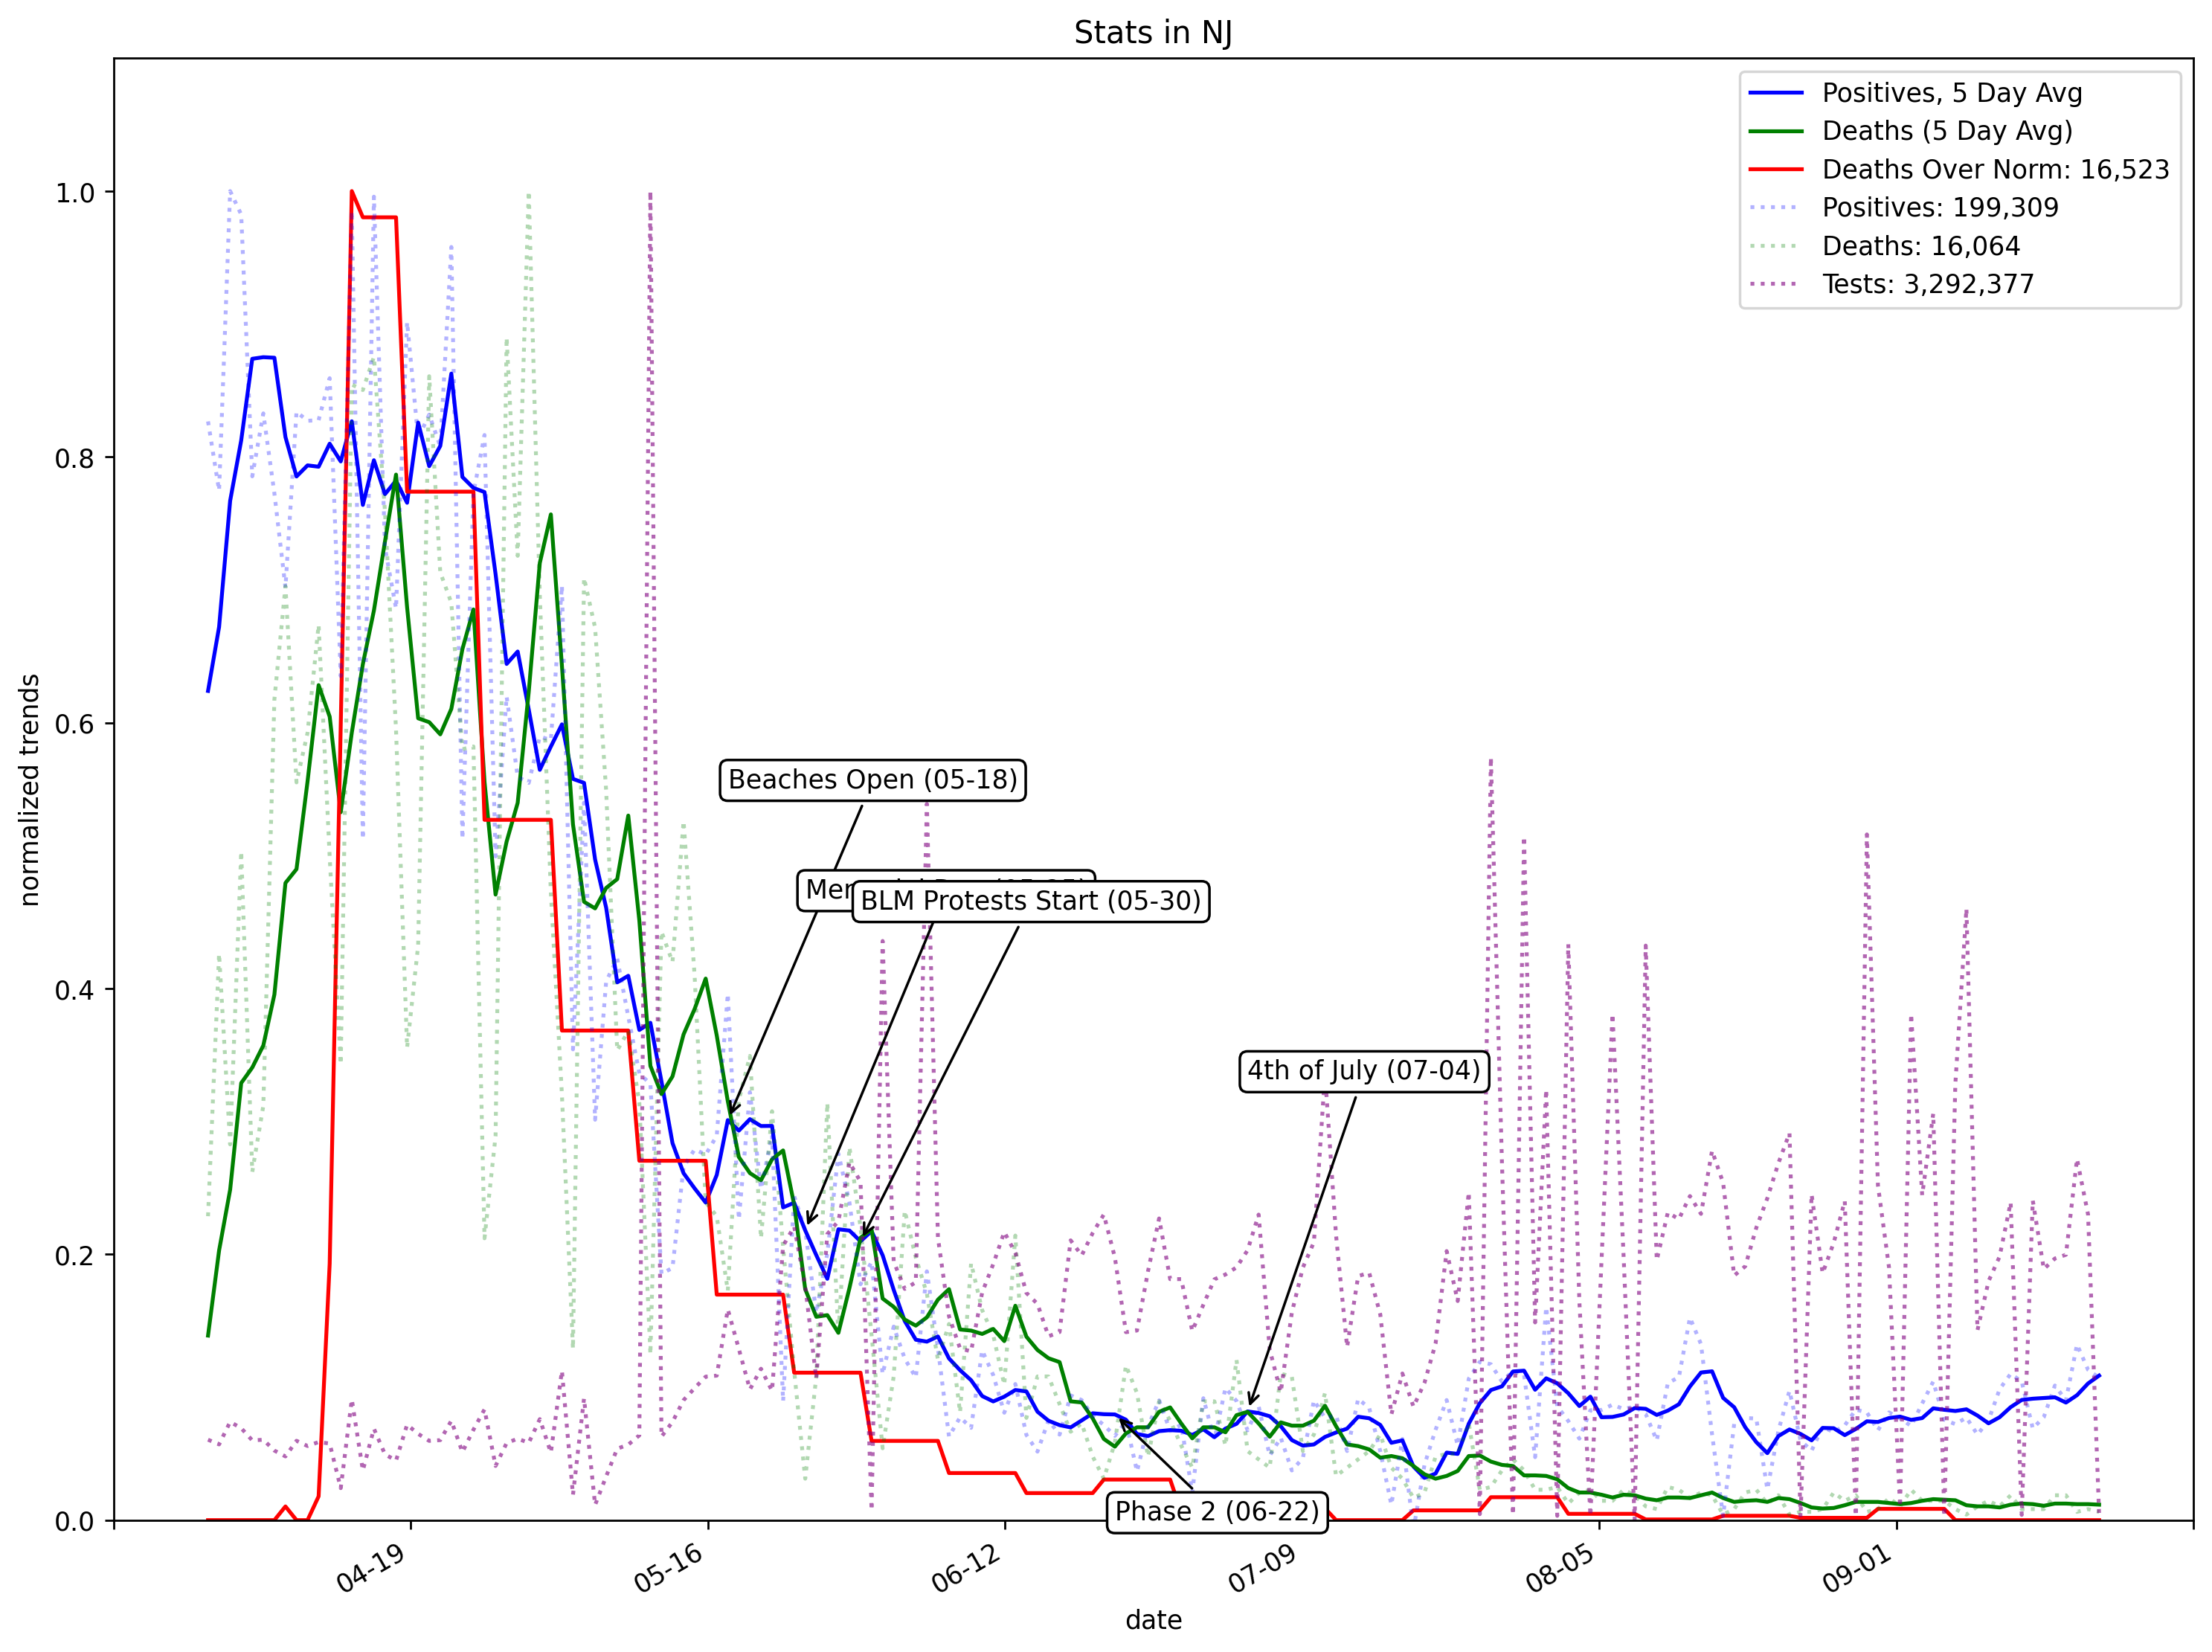 Stats in NJ
Positives, 5 Day Avg
Deaths (5 Day Avg)
Deaths Over Norm: 16,523
Positives: 199,309
Deaths: 16,064
Tests: 3,292,377
normalized trends
1.0
0.8
0.6
0.4
0.2
0.0
Beaches Open (05-18)
BLM Protests Start (05-30)
4th of July (07-04)
Phase 2 (06-22)
04-19
05-16
06-12
07-09
08-05
09-01
date